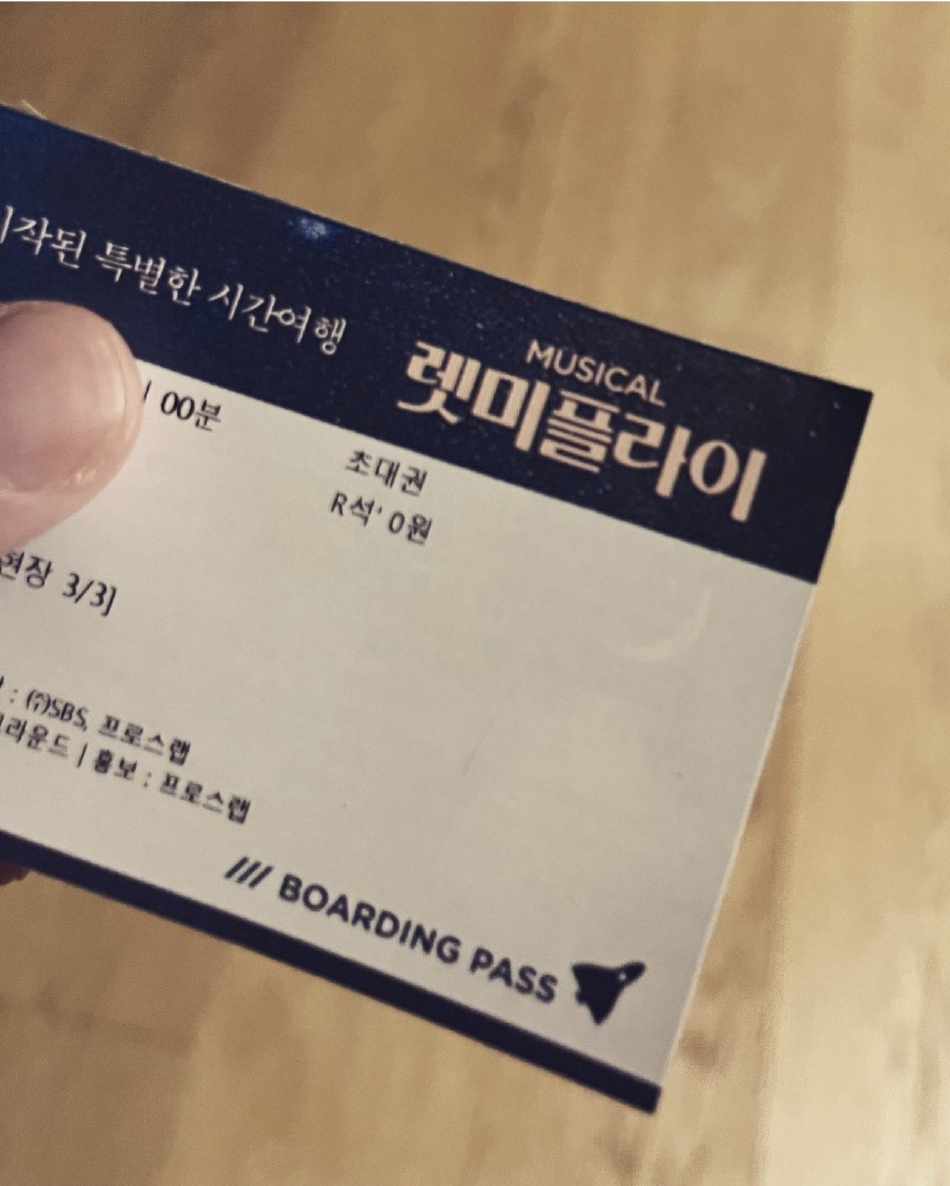 시작된 특별한 시간여행
MUSICAL
렛미플라이
00분
초대권
R석' 0원
현장 3/3]
: (주)SBS, 프로스랩
그라운드 | 홍보 : 프로스랩
/// BOARDING PASS